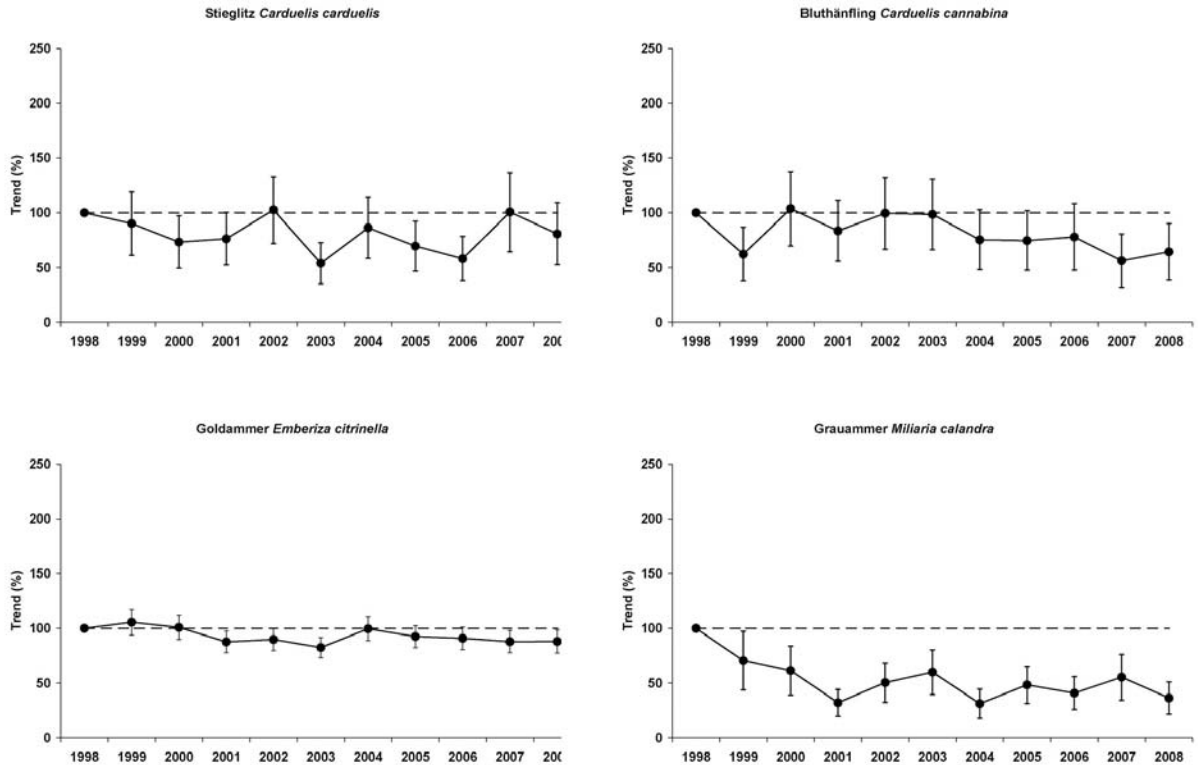 Stieglitz Carduelis carduelis
250
200
150
100
50
0
Trend (%)
1998 1999 2000 2001 2002 2003 2004 2005 2006 2007
Bluthänfling Carduelis cannabina
250
200
150
100
50
0
Trend (%)
1998 1999 2000 2001 2002 2003 2004 2005 2006 2007 2008
Goldammer Emberiza citrinella
250
200
150
100
50
0
Trend (%)
1998 1999 2000 2001 2002 2003 2004 2005 2006 2007
Grauammer Miliaria calandra
250
200
150
100
50
0
Trend (%)
1998 1999 2000 2001 2002 2003 2004 2005 2006 2007 2008